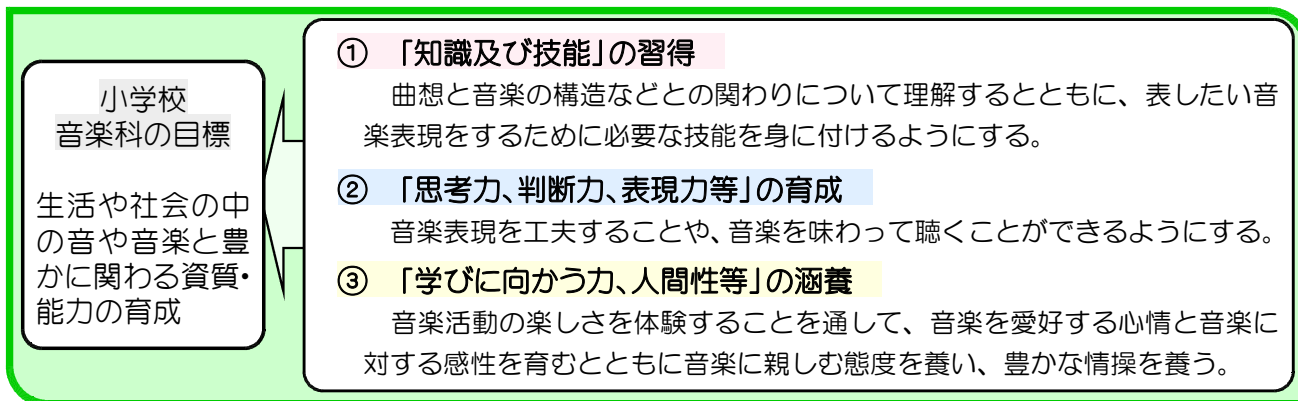 小学校
音楽科の目標
生活や社会の中
の音や音楽と豊
かに関わる資質・
能力の育成
① 「知識及び技能」の習得
曲想と音楽の構造などとの関わりについて理解するとともに、表したい音
楽表現をするために必要な技能を身に付けるようにする。
② 「思考力、判断力、表現力等」の育成
音楽表現を工夫することや、音楽を味わって聴くことができるようにする。
③ 「学びに向かう力、人間性等」の涵養
音楽活動の楽しさを体験することを通して、音楽を愛好する心情と音楽に
対する感性を育むとともに音楽に親しむ態度を養い、豊かな情操を養う。